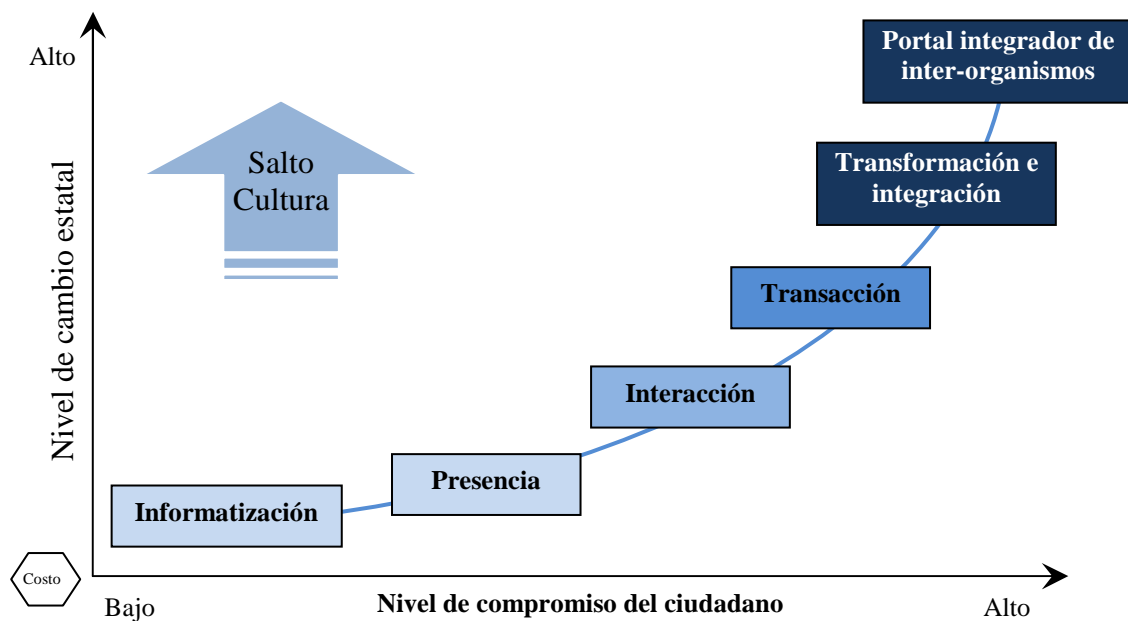 Portal integrador de
inter-organismos
Alto
Transformación e
integración
Salto
Cultura
Nivel de cambio estatal
Transacción
Interacción
Presencia
Informatización
Costo
Bajo
Nivel de compromiso del ciudadano
Alto